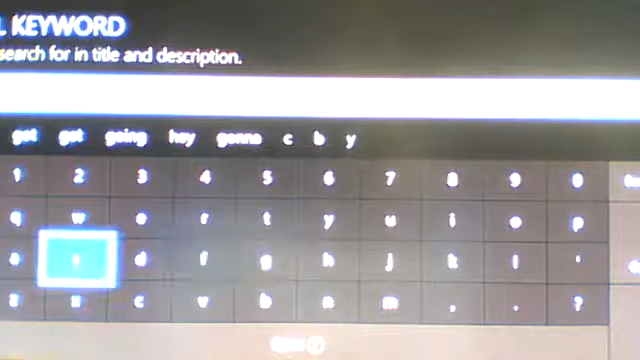 L KEYWORD
search for in title and description.
got got going hey gonna c b y
1 2 3 4 5 6 7 8 9 0
q w e r t y u i o p
a s d f g h j k l '
z x c v b n m , . ?